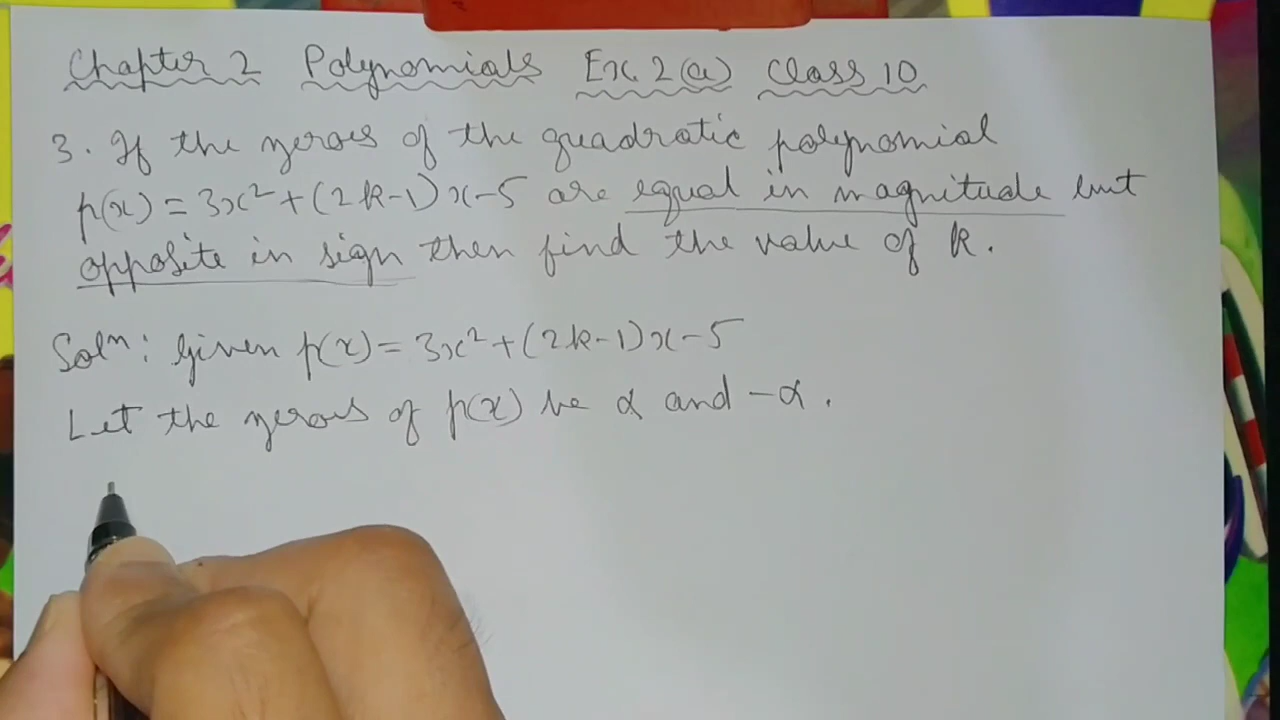 Chapter 2 Polynomials Ex. 2(a) Class 10
3. If the zeroes of the quadratic polynomial
p(x) = 3x² + (2k-1)x - 5 are equal in magnitude but
opposite in sign then find the value of k.
Solⁿ: Given p(x) = 3x² + (2k-1)x - 5
Let the zeroes of p(x) be α and -α.